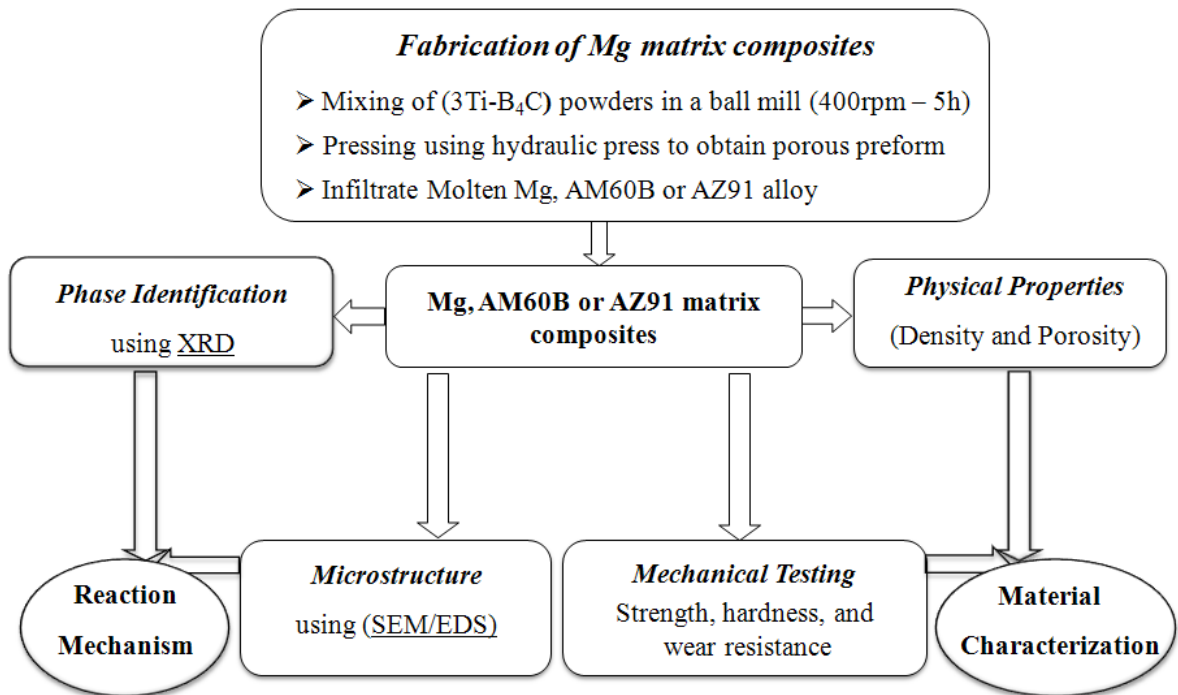 Fabrication of Mg matrix composites
➤ Mixing of (3Ti-B₄C) powders in a ball mill (400rpm – 5h)
➤ Pressing using hydraulic press to obtain porous preform
➤ Infiltrate Molten Mg, AM60B or AZ91 alloy
Phase Identification
using XRD
Mg, AM60B or AZ91 matrix
composites
Physical Properties
(Density and Porosity)
Reaction
Mechanism
Microstructure
using (SEM/EDS)
Mechanical Testing
Strength, hardness, and
wear resistance
Material
Characterization